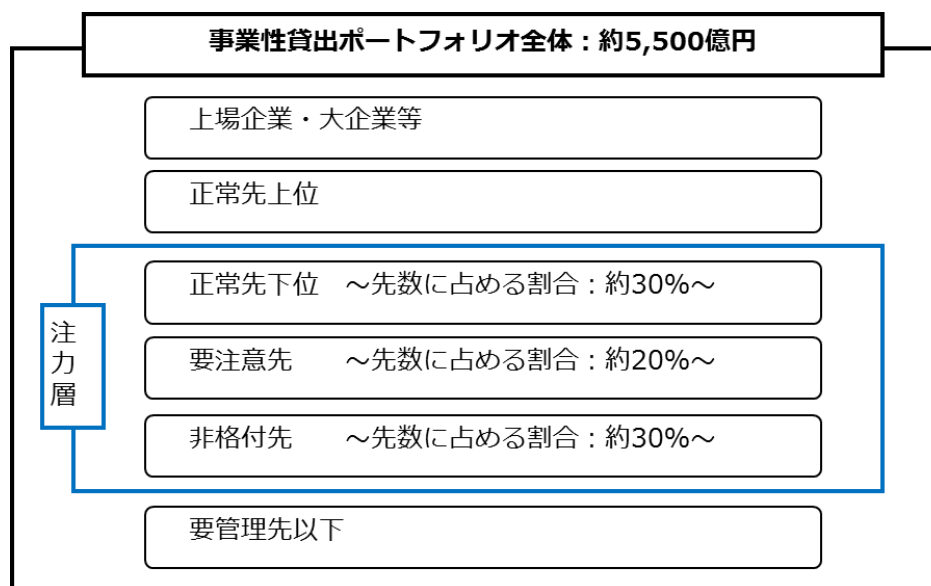 事業性貸出ポートフォリオ全体：約5,500億円
上場企業・大企業等
正常先上位
注力層
正常先下位　～先数に占める割合：約30%～
要注意先　　～先数に占める割合：約20%～
非格付先　　～先数に占める割合：約30%～
要管理先以下